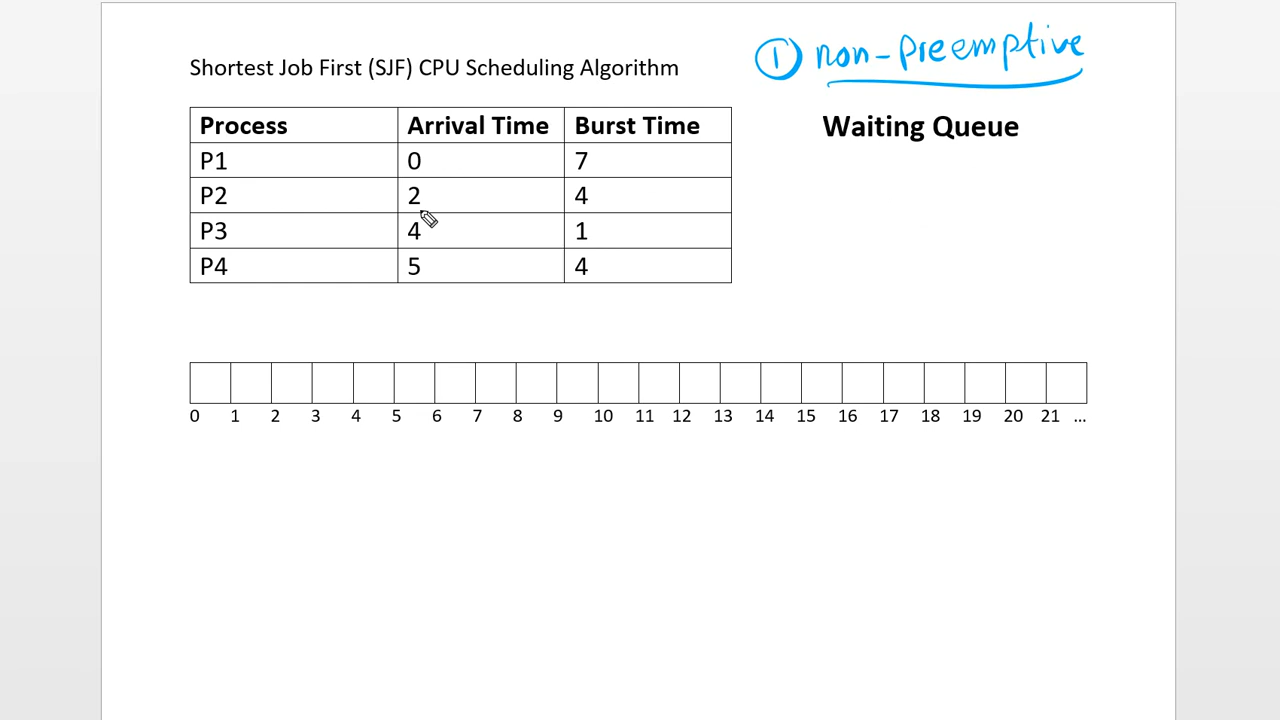 ① non-preemptive
Shortest Job First (SJF) CPU Scheduling Algorithm
Process Arrival Time Burst Time
Waiting Queue
P1 0 7
P2 2 4
P3 4 1
P4 5 4
0 1 2 3 4 5 6 7 8 9 10 11 12 13 14 15 16 17 18 19 20 21 ...